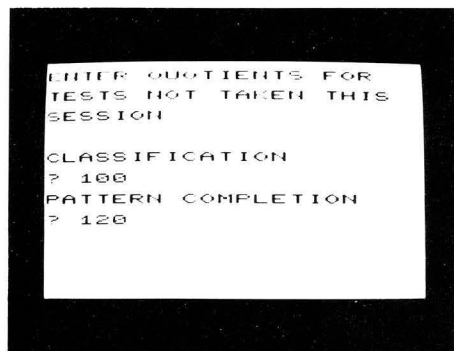 ENTER QUOTIENTS FOR
TESTS NOT TAKEN THIS
SESSION
CLASSIFICATION
? 100
PATTERN COMPLETION
? 120